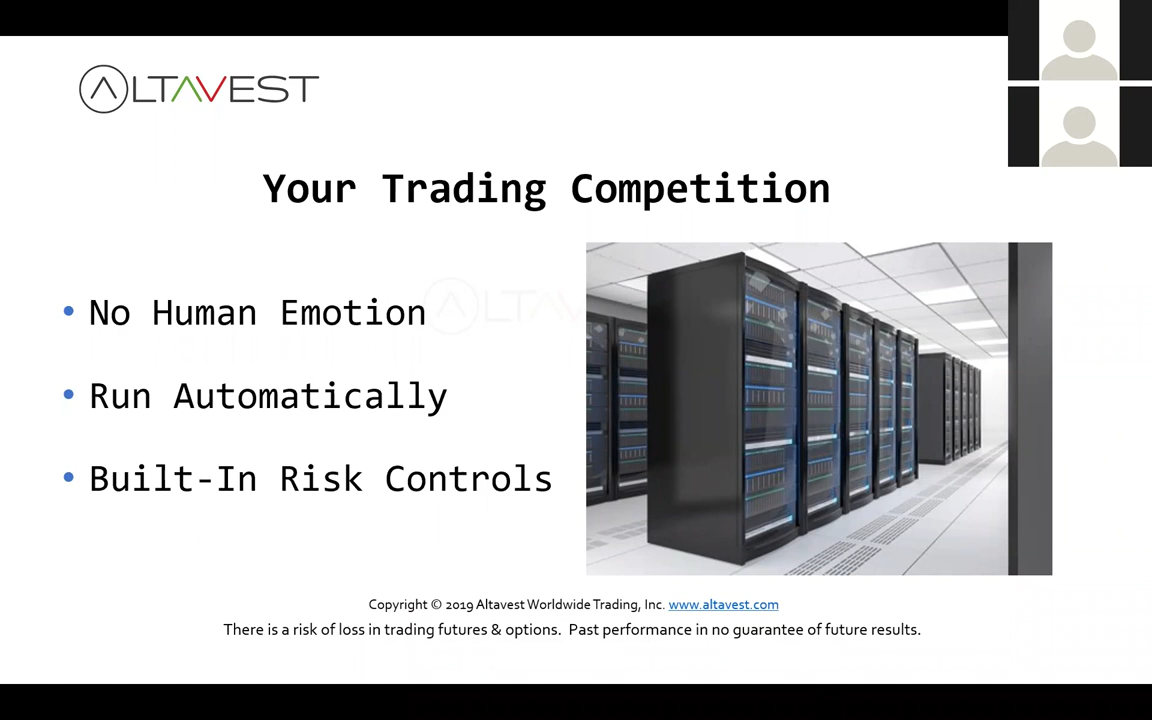 ALTAVEST
Your Trading Competition
• No Human Emotion
• Run Automatically
• Built-In Risk Controls
ALTAV
Copyright © 2019 Altavest Worldwide Trading, Inc. www.altavest.com
There is a risk of loss in trading futures & options. Past performance in no guarantee of future results.